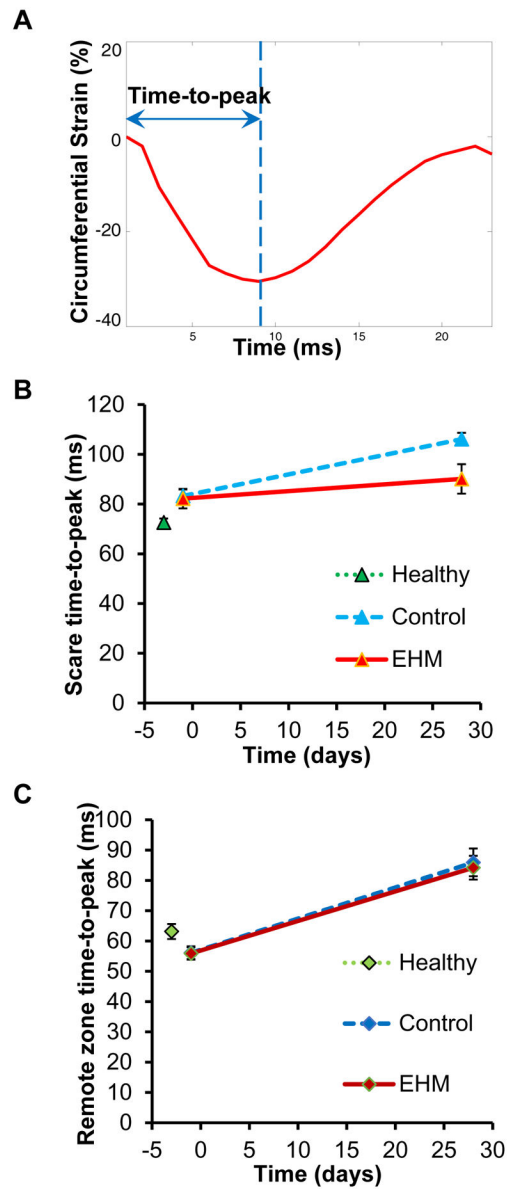 A
Circumferential Strain (%)
20
0
-20
-40
Time-to-peak
5
10
15
20
Time (ms)
B
Scare time-to-peak (ms)
120
100
80
60
40
20
0
Healthy
Control
EHM
-5
0
5
10
15
20
25
30
Time (days)
C
Remote zone time-to-peak (ms)
100
90
80
70
60
50
40
30
20
10
0
Healthy
Control
EHM
-5
0
5
10
15
20
25
30
Time (days)